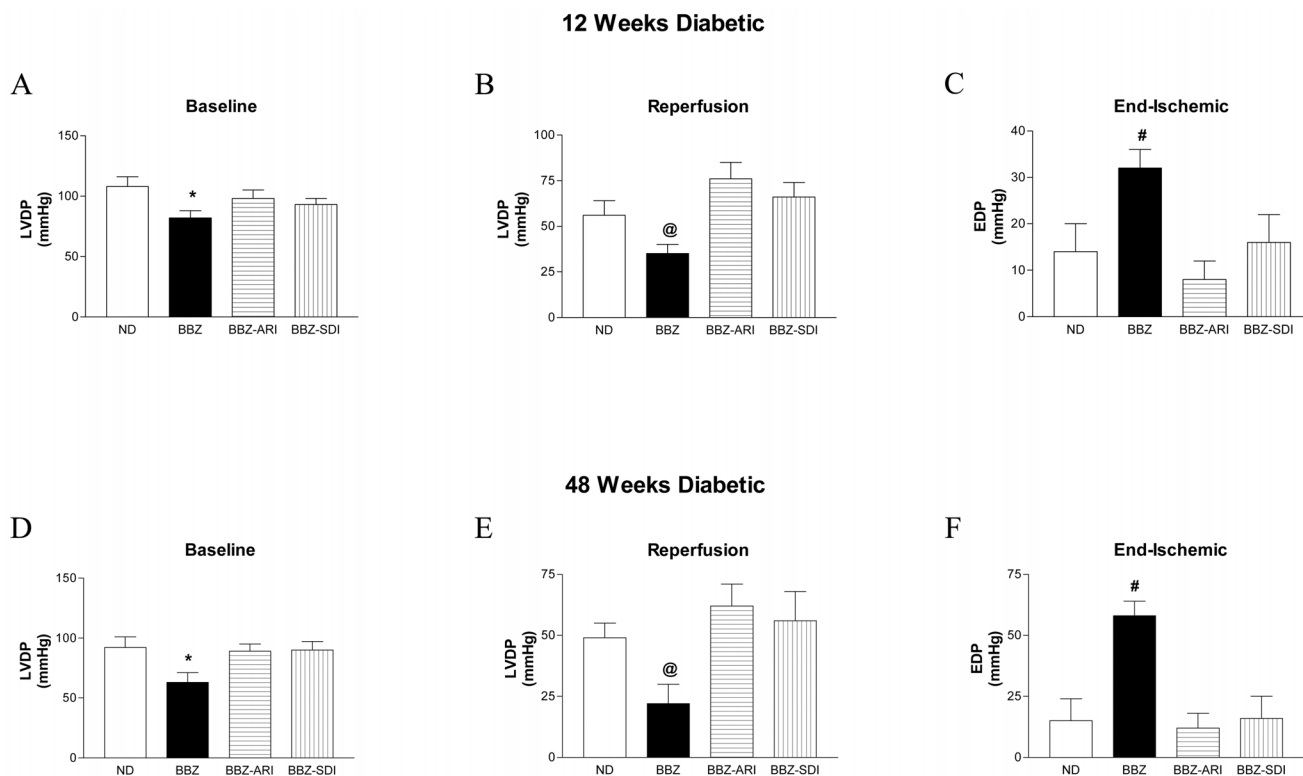 12 Weeks Diabetic
A
Baseline
LVDP
(mmHg)
150
100
50
0
*
ND
BBZ
BBZ-ARI
BBZ-SDI
B
Reperfusion
LVDP
(mmHg)
100
75
50
25
0
@
ND
BBZ
BBZ-ARI
BBZ-SDI
C
End-Ischemic
EDP
(mmHg)
40
30
20
10
0
#
ND
BBZ
BBZ-ARI
BBZ-SDI
48 Weeks Diabetic
D
Baseline
LVDP
(mmHg)
150
100
50
0
*
ND
BBZ
BBZ-ARI
BBZ-SDI
E
Reperfusion
LVDP
(mmHg)
75
50
25
0
@
ND
BBZ
BBZ-ARI
BBZ-SDI
F
End-Ischemic
EDP
(mmHg)
75
50
25
0
#
ND
BBZ
BBZ-ARI
BBZ-SDI